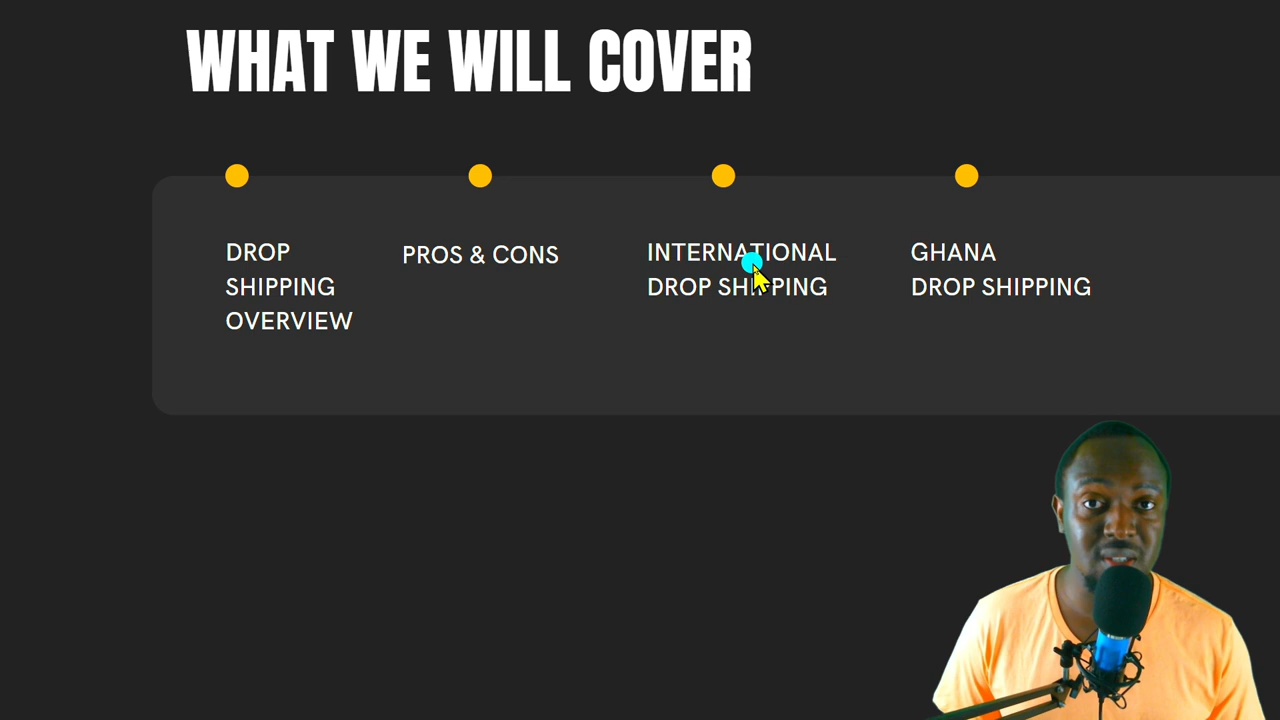 WHAT WE WILL COVER
DROP
SHIPPING
OVERVIEW
PROS & CONS
INTERNATIONAL
DROP SHIPPING
GHANA
DROP SHIPPING